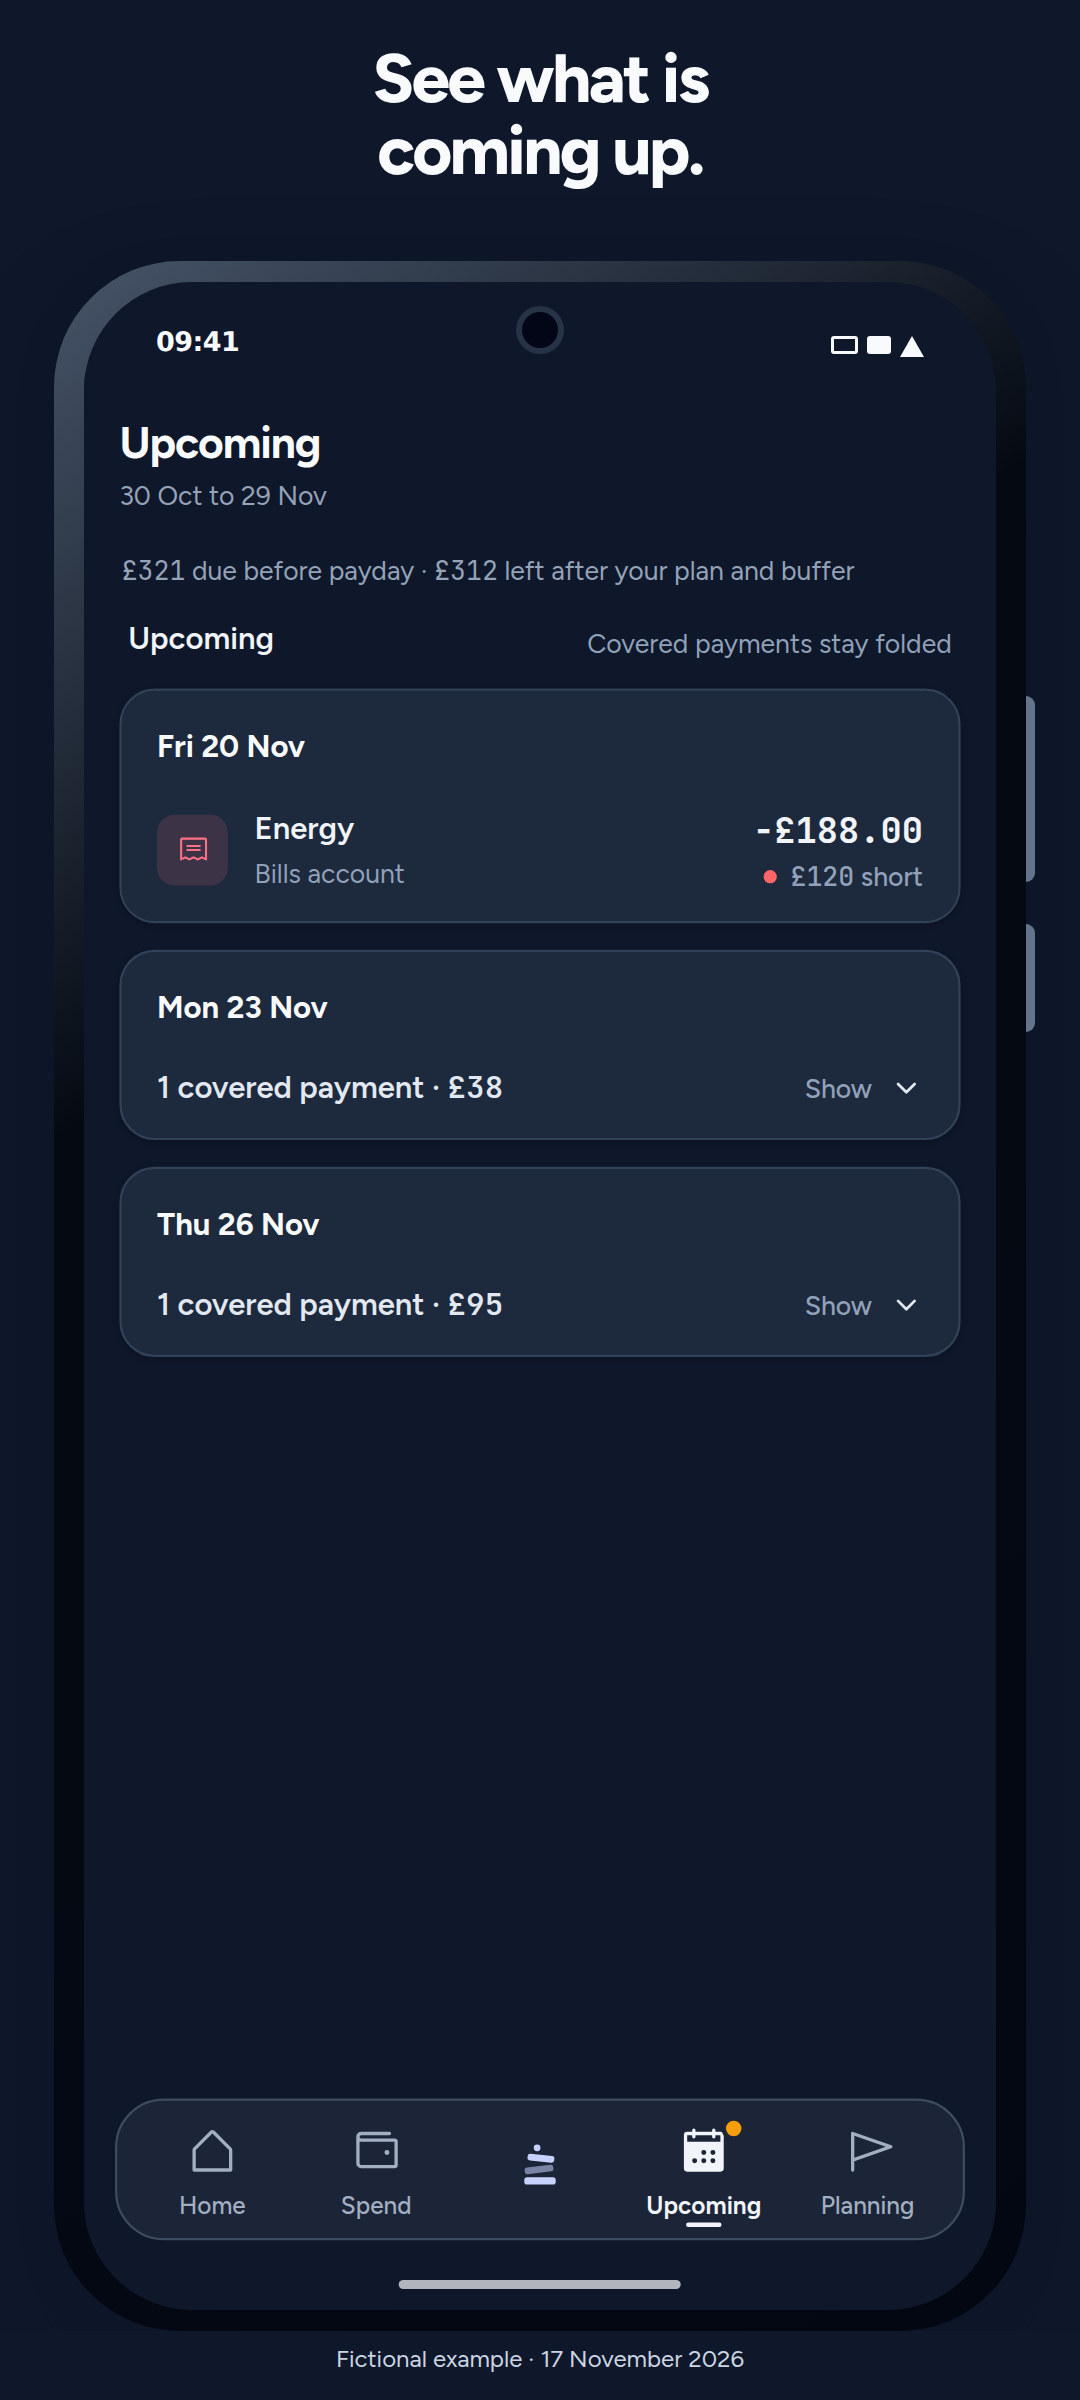 See what is
coming up.
09:41
Upcoming
30 Oct to 29 Nov
£321 due before payday · £312 left after your plan and buffer
Upcoming
Covered payments stay folded
Fri 20 Nov
Energy
-£188.00
Bills account
£120 short
Mon 23 Nov
1 covered payment · £38
Show
Thu 26 Nov
1 covered payment · £95
Show
Home
Spend
Upcoming
Planning
Fictional example · 17 November 2026